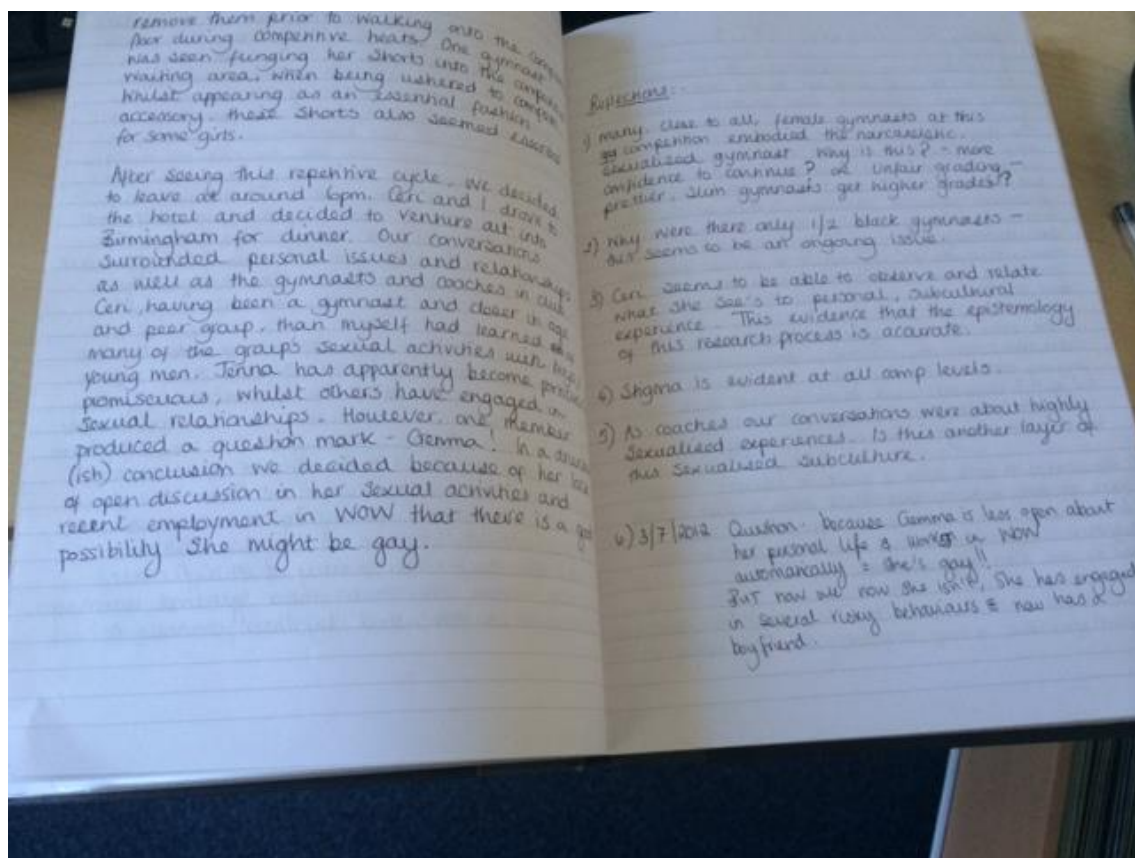 remove them prior to walking onto the
floor during competitive heats. One gymnast
was seen flinging her shorts into the
waiting area, when being ushered to
Whilst appearing as an essential fashion
accessory, these shorts also seemed
for some girls.
After seeing this repetitive cycle, we decided
to leave at around 6pm. Ceri and I drove to
the hotel and decided to venture out into
Birmingham for dinner. Our conversations
surrounded personal issues and relationships
as well as the gymnasts and coaches in club.
Ceri, having been a gymnast and closer in age
and peer group, than myself had learned
many of the groups sexual activities with
young men. Jenna has apparently become
promiscuous, whilst others have engaged in
sexual relationships. However, one member
produced a question mark - Gemma! In a
(ish) conclusion we decided because of her
of open discussion in her sexual activities and
recent employment in WOW that there is a
possibility she might be gay.
Reflections:-
1) many, close to all, female gymnasts at this
competition embodied the narcassistic,
sexualised gymnast. Why is this? - more
confidence to continue? or unfair grading -
prettier, slim gymnasts get higher grades!?
2) Why were there only 1/2 black gymnasts -
this seems to be an ongoing issue.
3) Ceri seems to be able to observe and relate
what she see's to personal, subcultural
experience. This evidence that the epistemology
of this research process is accurate.
4) Stigma is evident at all comp levels.
5) As coaches our conversations were about highly
sexualised experiences. Is this another layer of
this sexualised subculture.
6) 3/7/2012 Question - because Gemma is less open about
her personal life & works in WOW
automatically = she's gay!!
BUT now we now she isn't, she has engaged
in several risky behaviours & now has a
boyfriend.